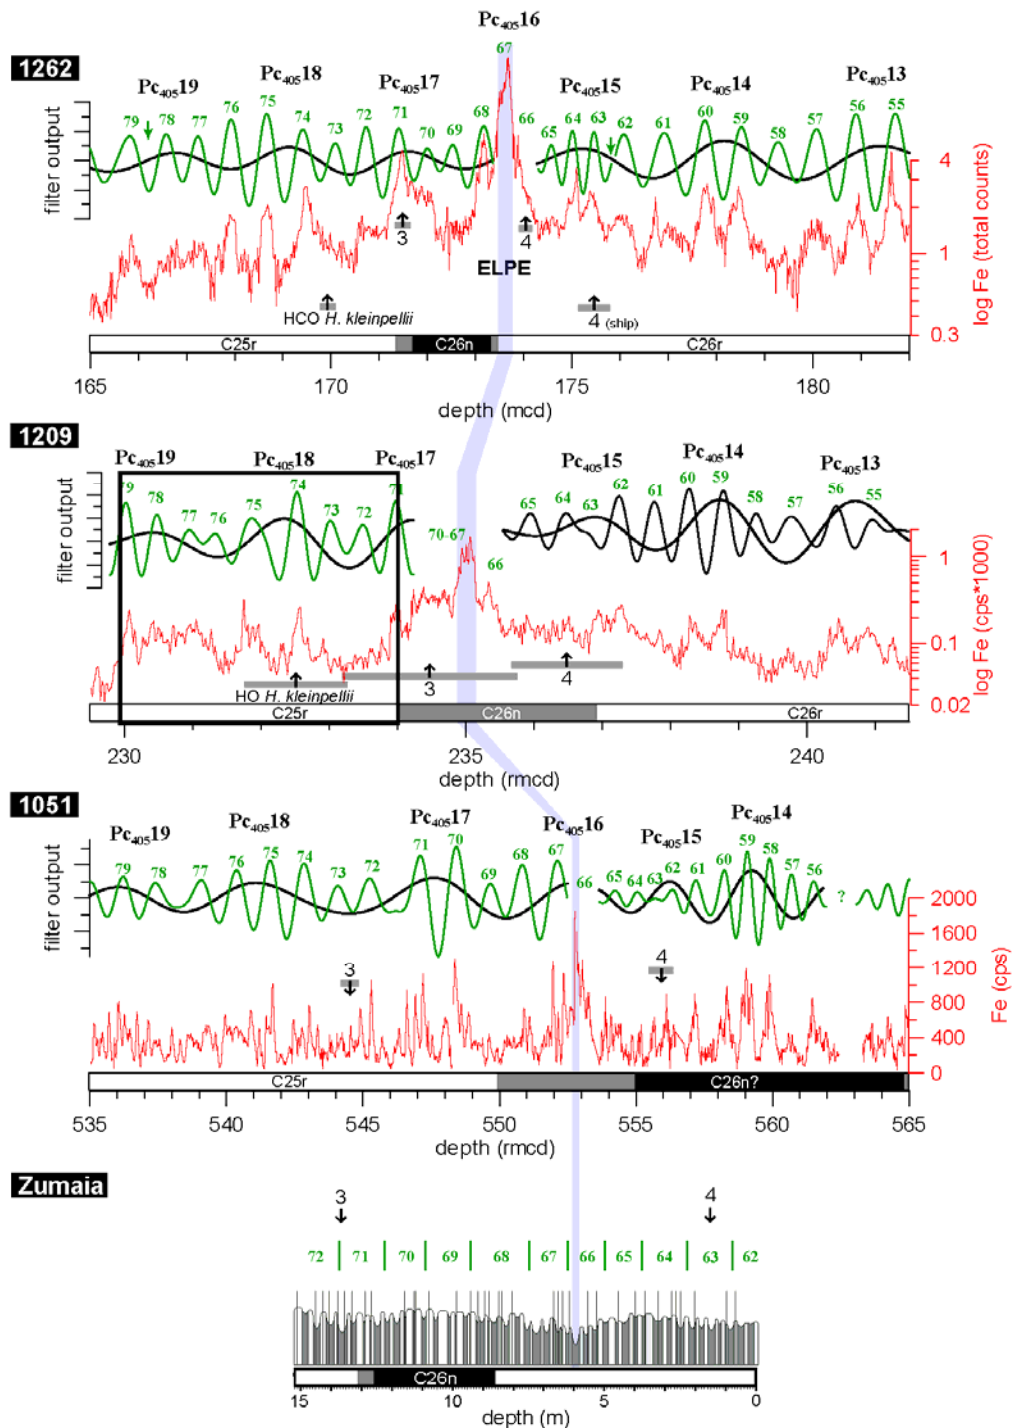 Pc40516
1262
67
Pc40519 Pc40518 Pc40517 Pc40515 Pc40514 Pc40513
79 78 77 76 75 74 73 72 71 70 69 68 66 65 64 63 62 61 60 59 58 57 56 55
filter output
4
1
0.3
log Fe (total counts)
3
4
ELPE
HCO H. kleinpellii
4 (ship)
C25r C26n C26r
165 170 175 180
depth (mcd)
1209
Pc40519 Pc40518 Pc40517 Pc40515 Pc40514 Pc40513
79 78 77 76 75 74 73 72 71 70-67 66 65 64 63 62 61 60 59 58 57 56 55
filter output
1
0.1
0.02
log Fe (cps*1000)
HO H. kleinpellii
3
4
C25r C26n C26r
230 235 240
depth (rmcd)
1051
Pc40519 Pc40518 Pc40517 Pc40516 Pc40515 Pc40514
79 78 77 76 75 74 73 72 71 70 69 68 67 66 65 64 63 62 61 60 59 58 57 56 ?
filter output
2000
1600
1200
800
400
0
Fe (cps)
3
4
C25r C26n?
535 540 545 550 555 560 565
depth (rmcd)
Zumaia
3 4
72 71 70 69 68 67 66 65 64 63 62
C26n
15 10 5 0
depth (m)